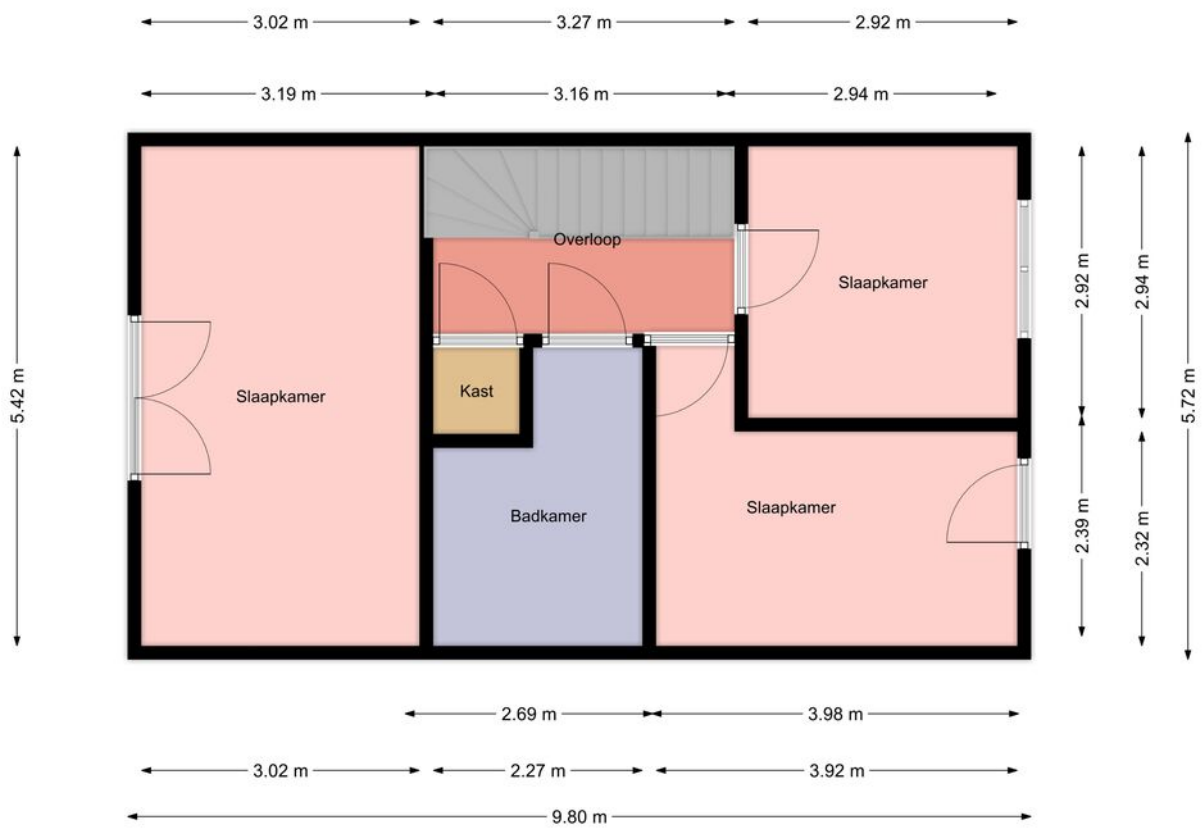 3.02 m 3.27 m 2.92 m
3.19 m 3.16 m 2.94 m
Overloop
Slaapkamer
2.92 m
2.94 m
5.42 m
5.72 m
Slaapkamer
Kast
Badkamer
Slaapkamer
2.39 m
2.32 m
2.69 m 3.98 m
3.02 m 2.27 m 3.92 m
9.80 m